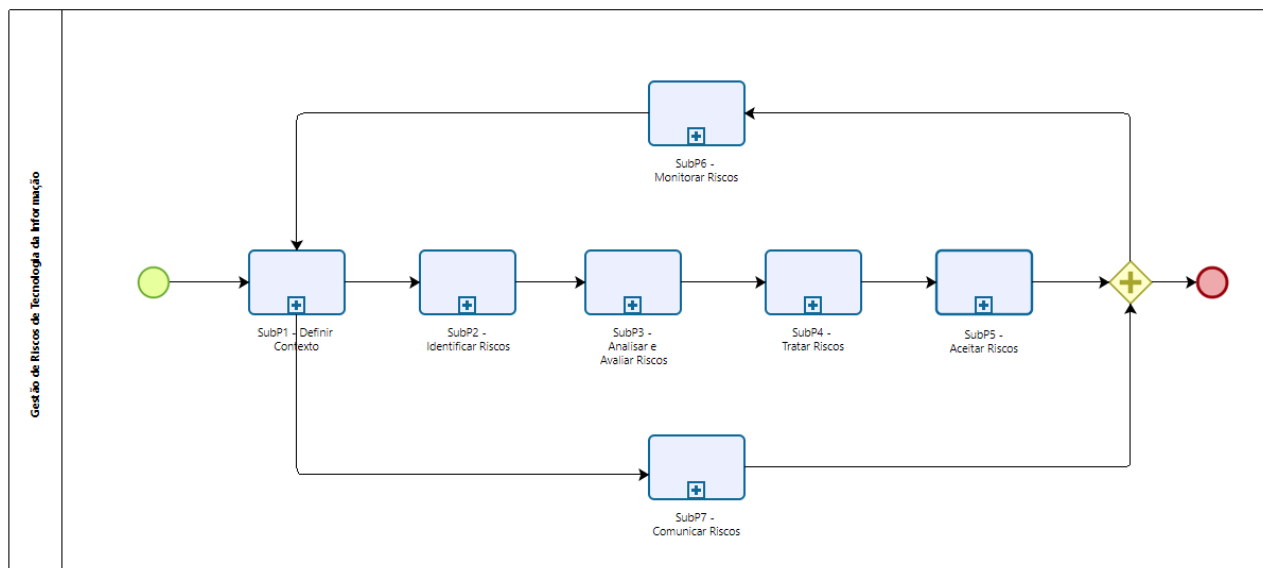 Gestão de Riscos de Tecnologia da Informação
SubP6 -
Monitorar Riscos
SubP1 - Definir
Contexto
SubP2 -
Identificar Riscos
SubP3 -
Analisar e
Avaliar Riscos
SubP4 -
Tratar Riscos
SubP5 -
Aceitar Riscos
SubP7 -
Comunicar Riscos